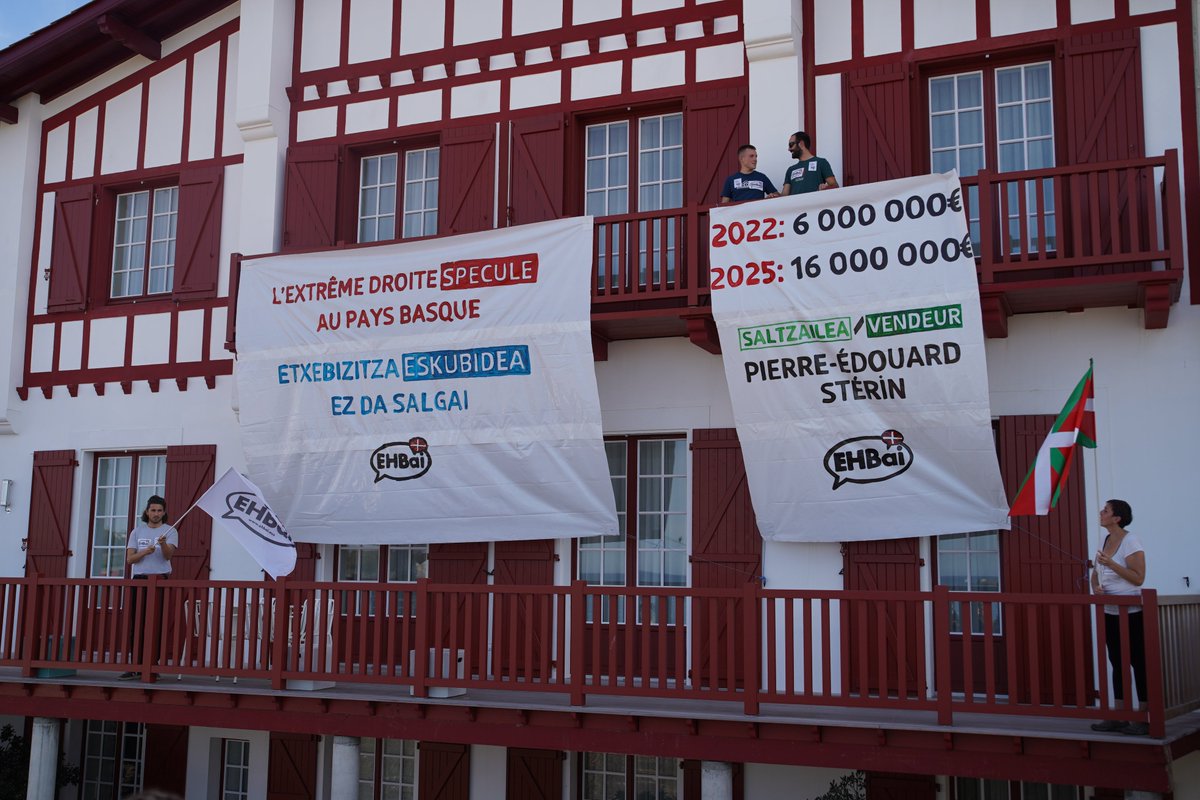 L'EXTRÊME DROITE SPECULE
AU PAYS BASQUE
ETXEBIZITZA ESKUBIDEA
EZ DA SALGAI
EHBai
2022: 6 000 000€
2025: 16 000 000€
SALTZAILEA / VENDEUR
PIERRE-ÉDOUARD
STÉRIN
EHBai
EHBai